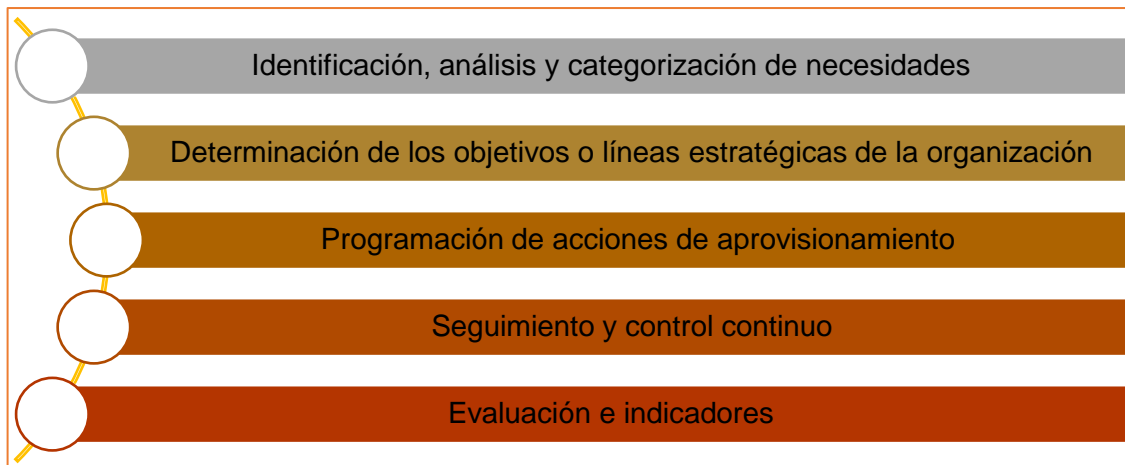 Identificación, análisis y categorización de necesidades
Determinación de los objetivos o líneas estratégicas de la organización
Programación de acciones de aprovisionamiento
Seguimiento y control continuo
Evaluación e indicadores